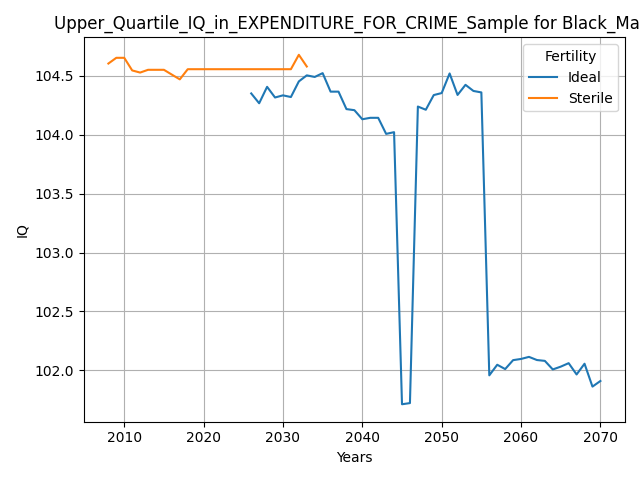 Upper_Quartile_IQ_in_EXPENDITURE_FOR_CRIME_Sample for Black_Ma
Fertility
Ideal
Sterile
104.5
104.0
103.5
103.0
102.5
102.0
IQ
2010 2020 2030 2040 2050 2060 2070
Years